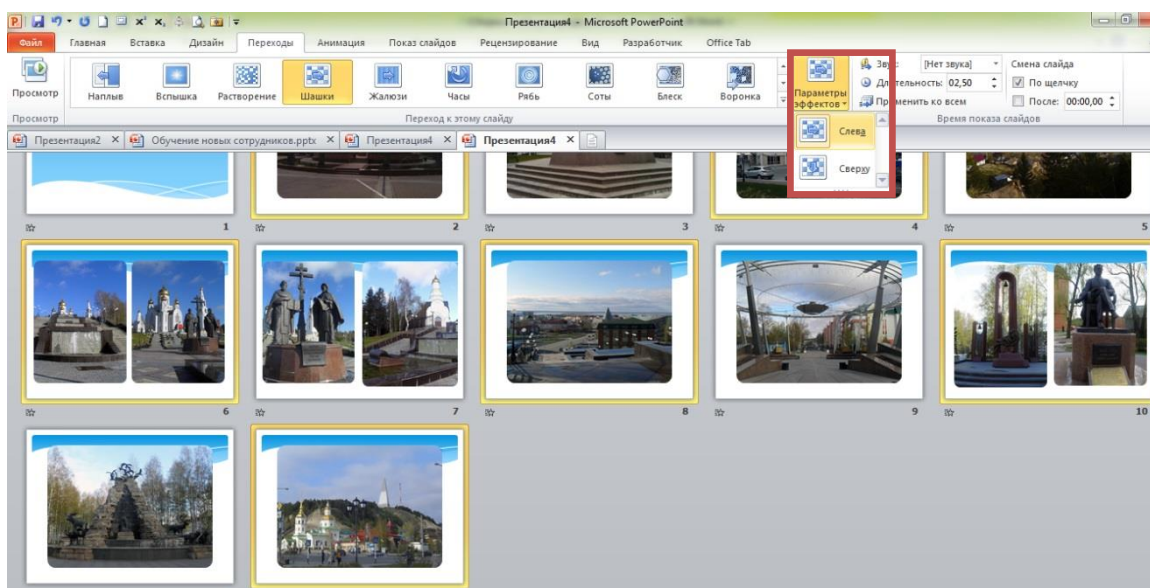 Презентация4 - Microsoft PowerPoint
Файл Главная Вставка Дизайн Переходы Анимация Показ слайдов Рецензирование Вид Разработчик Office Tab
Просмотр Наплыв Вспышка Растворение Шашки Жалюзи Часы Рябь Соты Блеск Воронка
Параметры эффектов
Звук: [Нет звука] Смена слайда
Длительность: 02,50 По щелчку
Применить ко всем После: 00:00,00
Просмотр Переход к этому слайду Время показа слайдов
Слева
Сверху
Презентация2 Обучение новых сотрудников.pptx Презентация4 Презентация4
1 2 3 4 5
6 7 8 9 10